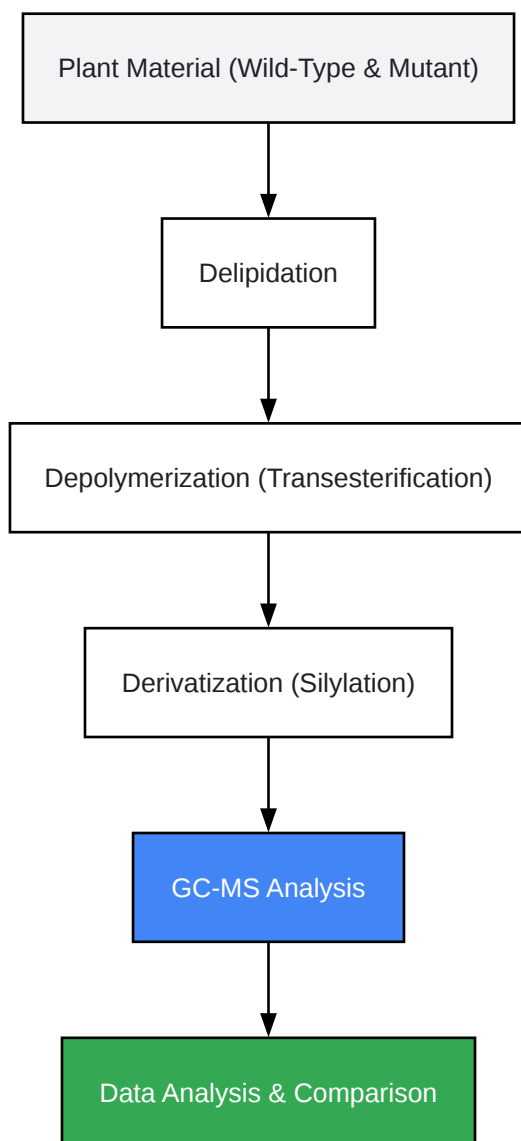 Plant Material (Wild-Type & Mutant)
Delipidation
Depolymerization (Transesterification)
Derivatization (Silylation)
GC-MS Analysis
Data Analysis & Comparison